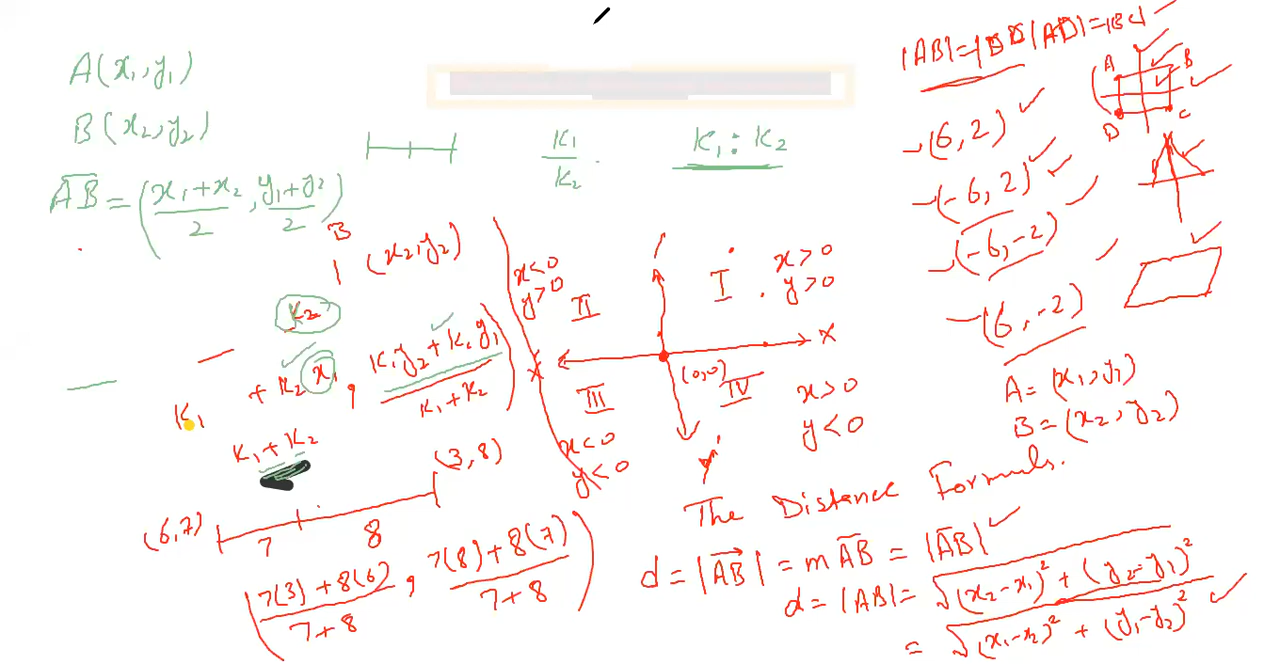 A(x₁, y₁)
B(x₂, y₂)
AB = (x₁+x₂/2, y₁+y₂/2)
K₁/K₂
K₁ : K₂
B
(x₂, y₂)
K₂
K₁
+ K₂ x₁ , K₁y₂ + K₁y₁
K₁+K₂
K₁+K₂
(3, 8)
(6, 7)
7
8
(7(3) + 8(6)/7+8 , 7(8) + 8(7)/7+8)
x<0
y>0
II
I
x>0
y>0
X
X
(0,0)
III
IV
x<0
y<0
x>0
y<0
Y'
|AD|=
A
B
D
C
-(6, 2)
-(-6, 2)
-(-6, -2)
-(6, -2)
A = (x₁, y₁)
B = (x₂, y₂)
The Distance Formula.
d = |AB| = mAB = |AB|
d = |AB| = √(x₂-x₁)² + (y₂-y₁)²
= √(x₁-x₂)² + (y₁-y₂)²